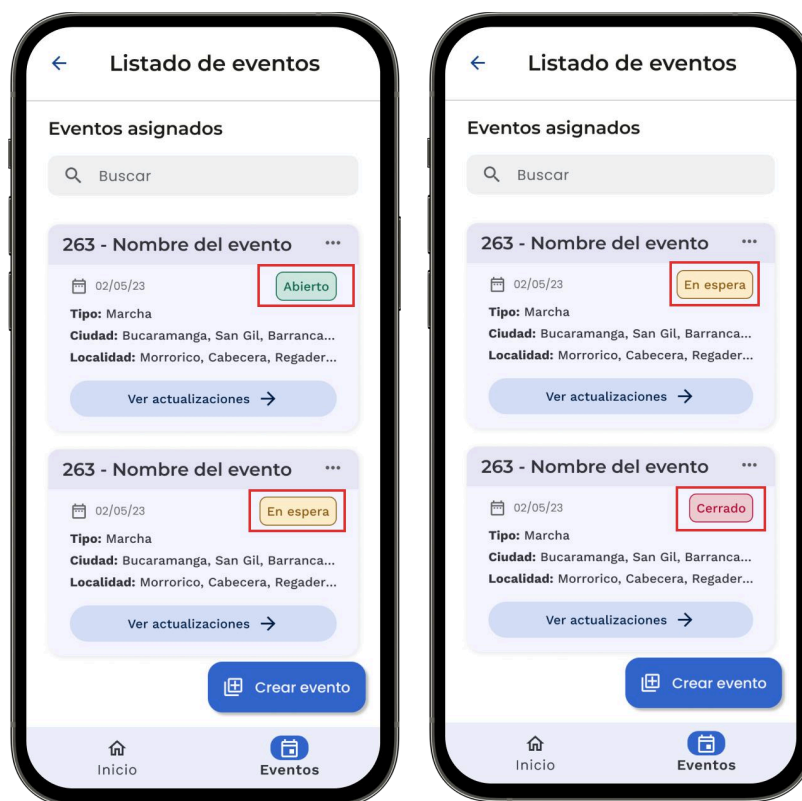 Listado de eventos
Eventos asignados
Buscar
263 - Nombre del evento
02/05/23
Abierto
Tipo: Marcha
Ciudad: Bucaramanga, San Gil, Barranca...
Localidad: Morrorico, Cabecera, Regader...
Ver actualizaciones
263 - Nombre del evento
02/05/23
En espera
Tipo: Marcha
Ciudad: Bucaramanga, San Gil, Barranca...
Localidad: Morrorico, Cabecera, Regader...
Ver actualizaciones
Crear evento
Inicio
Eventos
Listado de eventos
Eventos asignados
Buscar
263 - Nombre del evento
02/05/23
En espera
Tipo: Marcha
Ciudad: Bucaramanga, San Gil, Barranca...
Localidad: Morrorico, Cabecera, Regader...
Ver actualizaciones
263 - Nombre del evento
02/05/23
Cerrado
Tipo: Marcha
Ciudad: Bucaramanga, San Gil, Barranca...
Localidad: Morrorico, Cabecera, Regader...
Ver actualizaciones
Crear evento
Inicio
Eventos